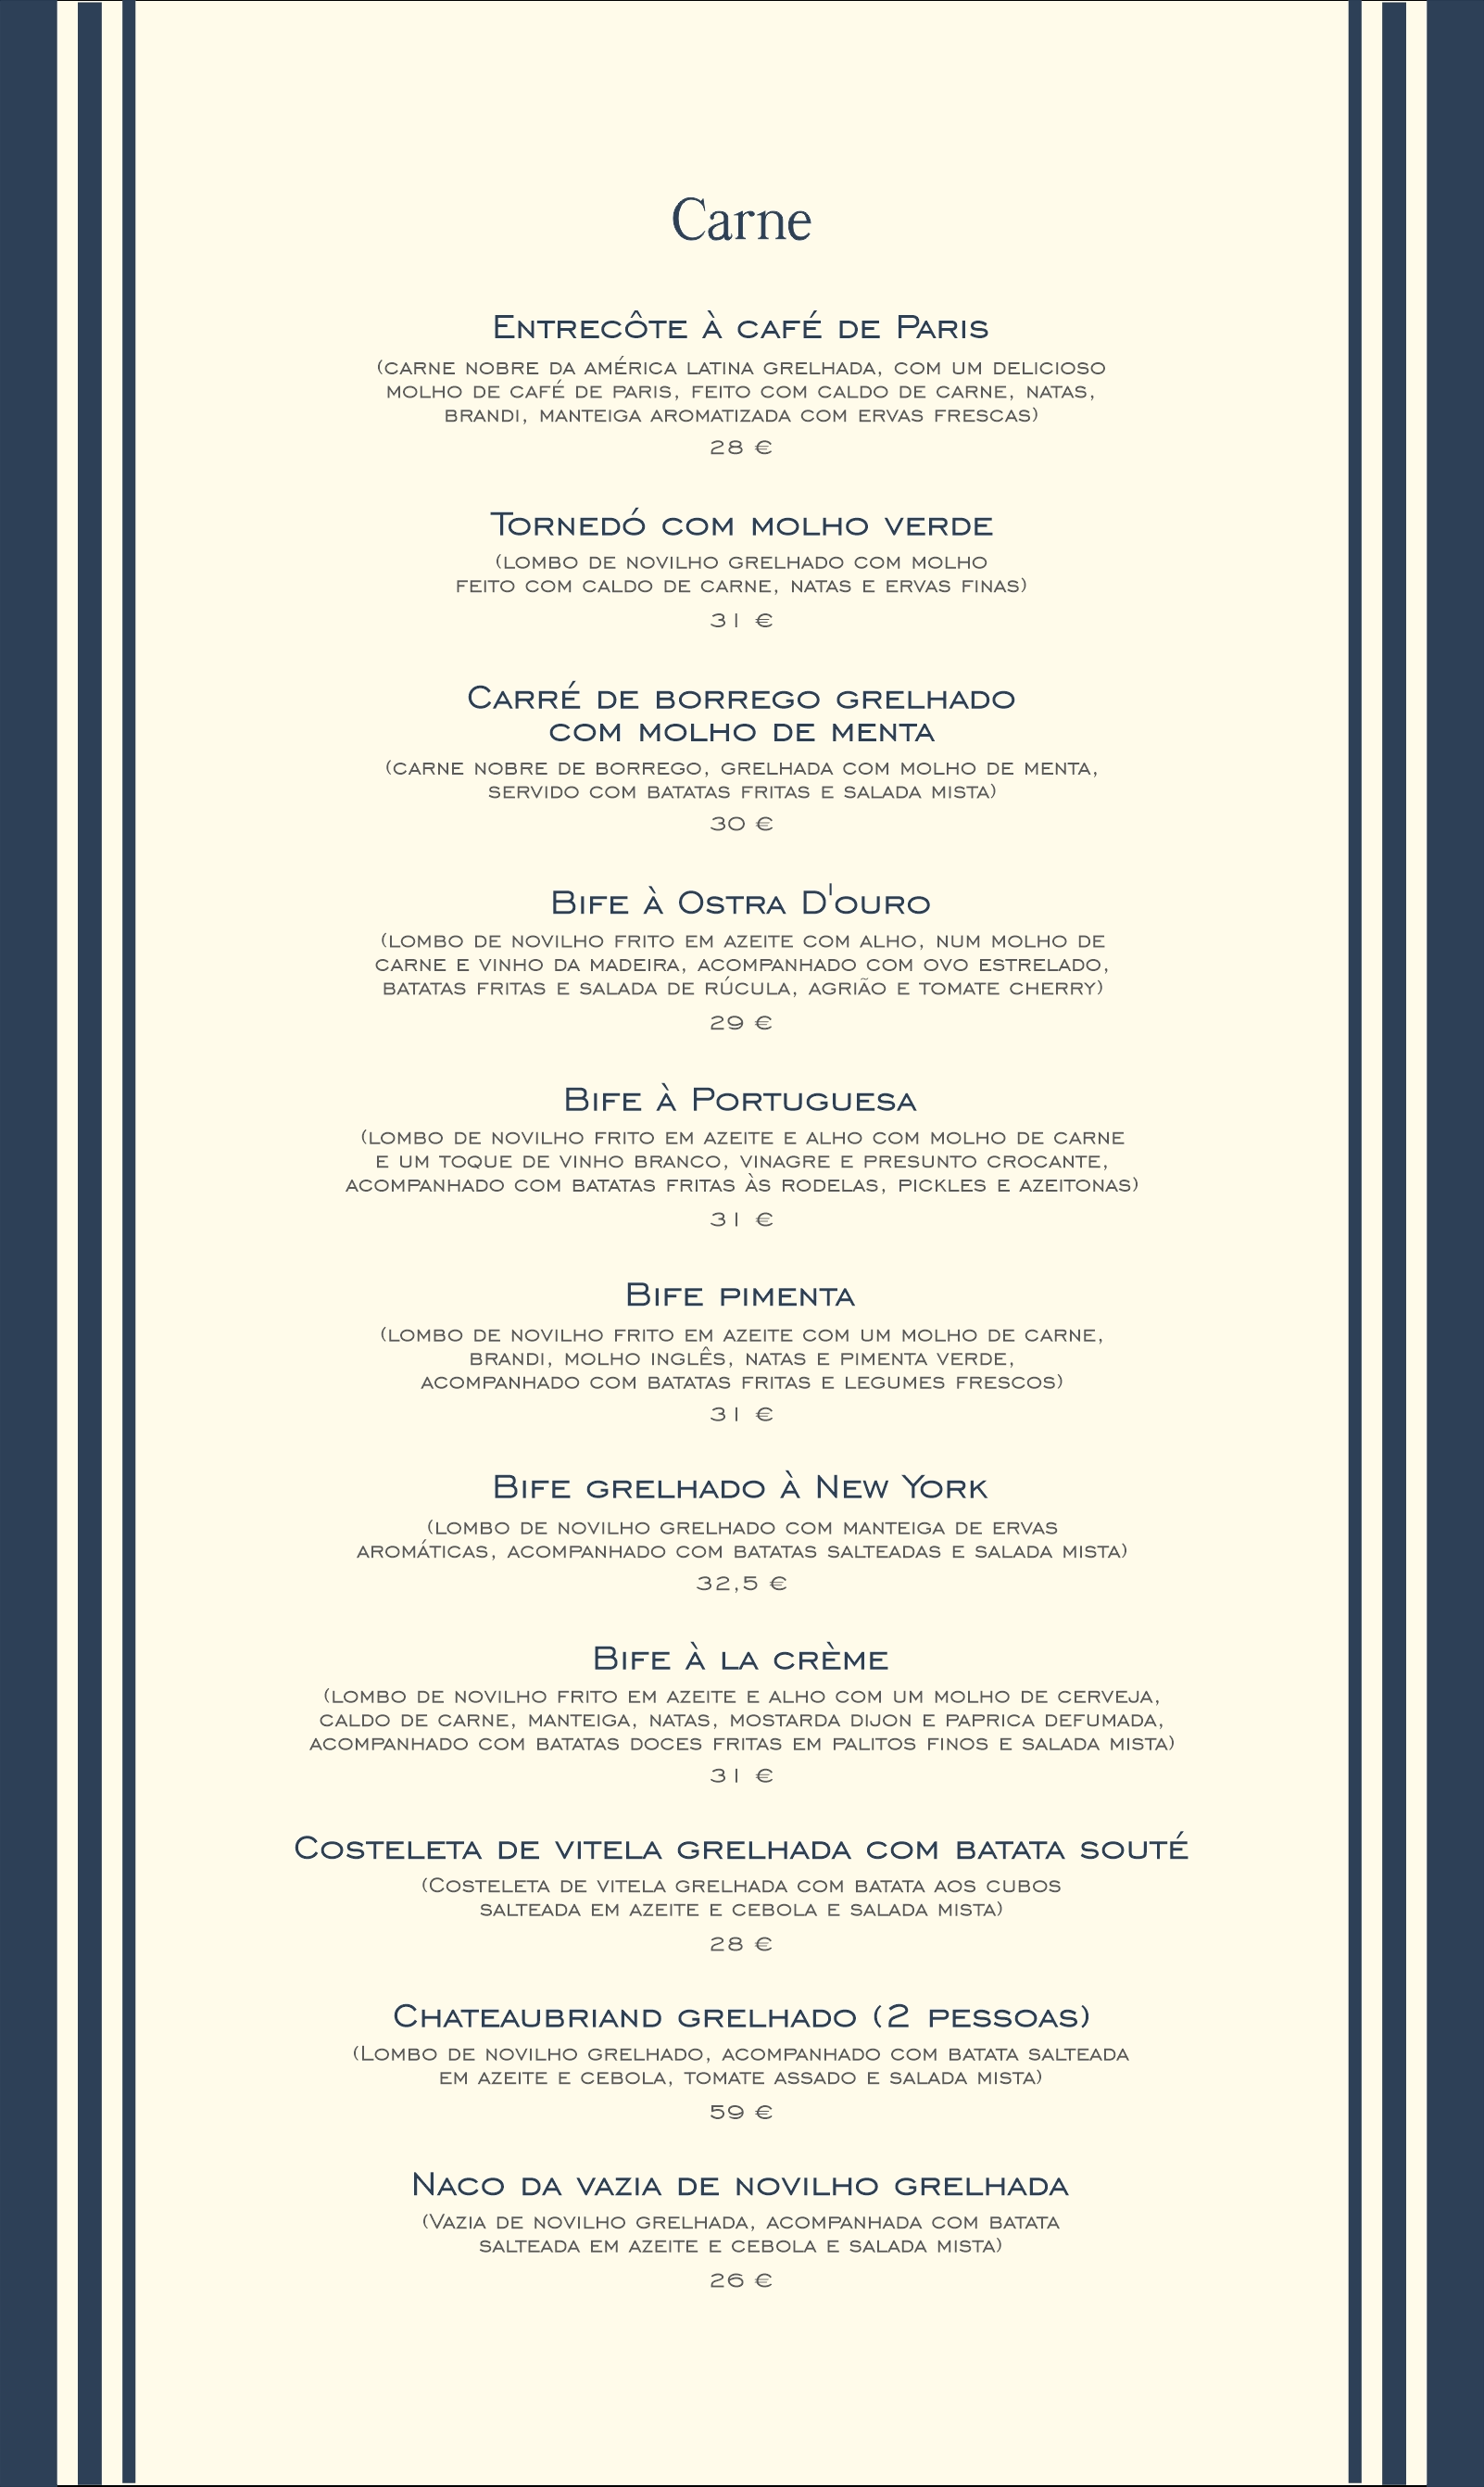 Carne
Entrecôte à café de Paris
(carne nobre da América Latina grelhada, com um delicioso
molho de café de Paris, feito com caldo de carne, natas,
brandi, manteiga aromatizada com ervas frescas)
28 €
Tornedó com molho verde
(lombo de novilho grelhado com molho
feito com caldo de carne, natas e ervas finas)
31 €
Carré de borrego grelhado
com molho de menta
(carne nobre de borrego, grelhada com molho de menta,
servido com batatas fritas e salada mista)
30 €
Bife à Ostra D'ouro
(lombo de novilho frito em azeite com alho, num molho de
carne e vinho da Madeira, acompanhado com ovo estrelado,
batatas fritas e salada de rúcula, agrião e tomate cherry)
29 €
Bife à Portuguesa
(lombo de novilho frito em azeite e alho com molho de carne
e um toque de vinho branco, vinagre e presunto crocante,
acompanhado com batatas fritas às rodelas, pickles e azeitonas)
31 €
Bife pimenta
(lombo de novilho frito em azeite com um molho de carne,
brandi, molho inglês, natas e pimenta verde,
acompanhado com batatas fritas e legumes frescos)
31 €
Bife grelhado à New York
(lombo de novilho grelhado com manteiga de ervas
aromáticas, acompanhado com batatas salteadas e salada mista)
32,5 €
Bife à la crème
(lombo de novilho frito em azeite e alho com um molho de cerveja,
caldo de carne, manteiga, natas, mostarda Dijon e paprica defumada,
acompanhado com batatas doces fritas em palitos finos e salada mista)
31 €
Costeleta de vitela grelhada com batata souté
(Costeleta de vitela grelhada com batata aos cubos
salteada em azeite e cebola e salada mista)
28 €
Chateaubriand grelhado (2 pessoas)
(Lombo de novilho grelhado, acompanhado com batata salteada
em azeite e cebola, tomate assado e salada mista)
59 €
Naco da vazia de novilho grelhada
(Vazia de novilho grelhada, acompanhada com batata
salteada em azeite e cebola e salada mista)
26 €